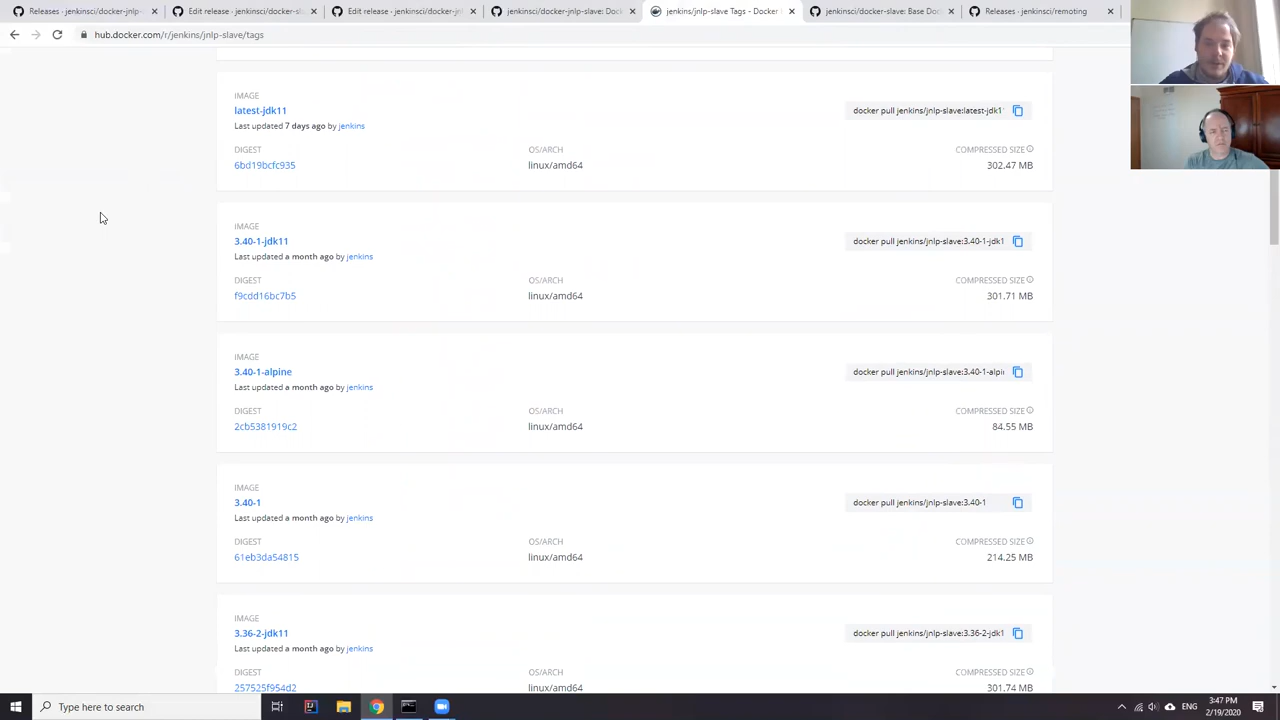 Releases · jenkinsci/docker-jnlp-
Edit release · jenkinsci/docker-sl
Edit release · jenkinsci/docker-jnl
jenkinsci/docker-jnlp-slave: Doc
jenkins/jnlp-slave Tags - Docker
jenkinsci/docker-slave: Base Doc
Releases · jenkinsci/remoting
hub.docker.com/r/jenkins/jnlp-slave/tags
IMAGE
latest-jdk11
docker pull jenkins/jnlp-slave:latest-jdk1
Last updated 7 days ago by jenkins
DIGEST
OS/ARCH
COMPRESSED SIZE
6bd19bcfc935
linux/amd64
302.47 MB
IMAGE
3.40-1-jdk11
docker pull jenkins/jnlp-slave:3.40-1-jdk1
Last updated a month ago by jenkins
DIGEST
OS/ARCH
COMPRESSED SIZE
f9cdd16bc7b5
linux/amd64
301.71 MB
IMAGE
3.40-1-alpine
docker pull jenkins/jnlp-slave:3.40-1-alpi
Last updated a month ago by jenkins
DIGEST
OS/ARCH
COMPRESSED SIZE
2cb5381919c2
linux/amd64
84.55 MB
IMAGE
3.40-1
docker pull jenkins/jnlp-slave:3.40-1
Last updated a month ago by jenkins
DIGEST
OS/ARCH
COMPRESSED SIZE
61eb3da54815
linux/amd64
214.25 MB
IMAGE
3.36-2-jdk11
docker pull jenkins/jnlp-slave:3.36-2-jdk1
Last updated a month ago by jenkins
DIGEST
OS/ARCH
COMPRESSED SIZE
257525f954d2
linux/amd64
301.74 MB
Type here to search
ENG
3:47 PM
2/19/2020